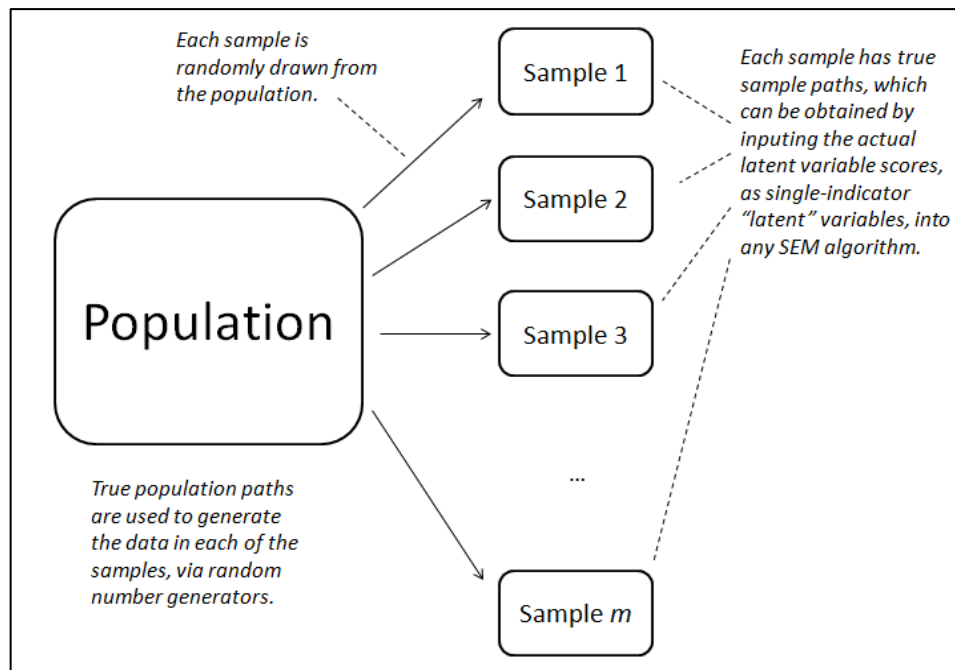 Each sample is
randomly drawn from
the population.
Sample 1
Each sample has true
sample paths, which
can be obtained by
inputing the actual
latent variable scores,
as single-indicator
“latent” variables, into
any SEM algorithm.
Sample 2
Population
Sample 3
...
True population paths
are used to generate
the data in each of the
samples, via random
number generators.
Sample m